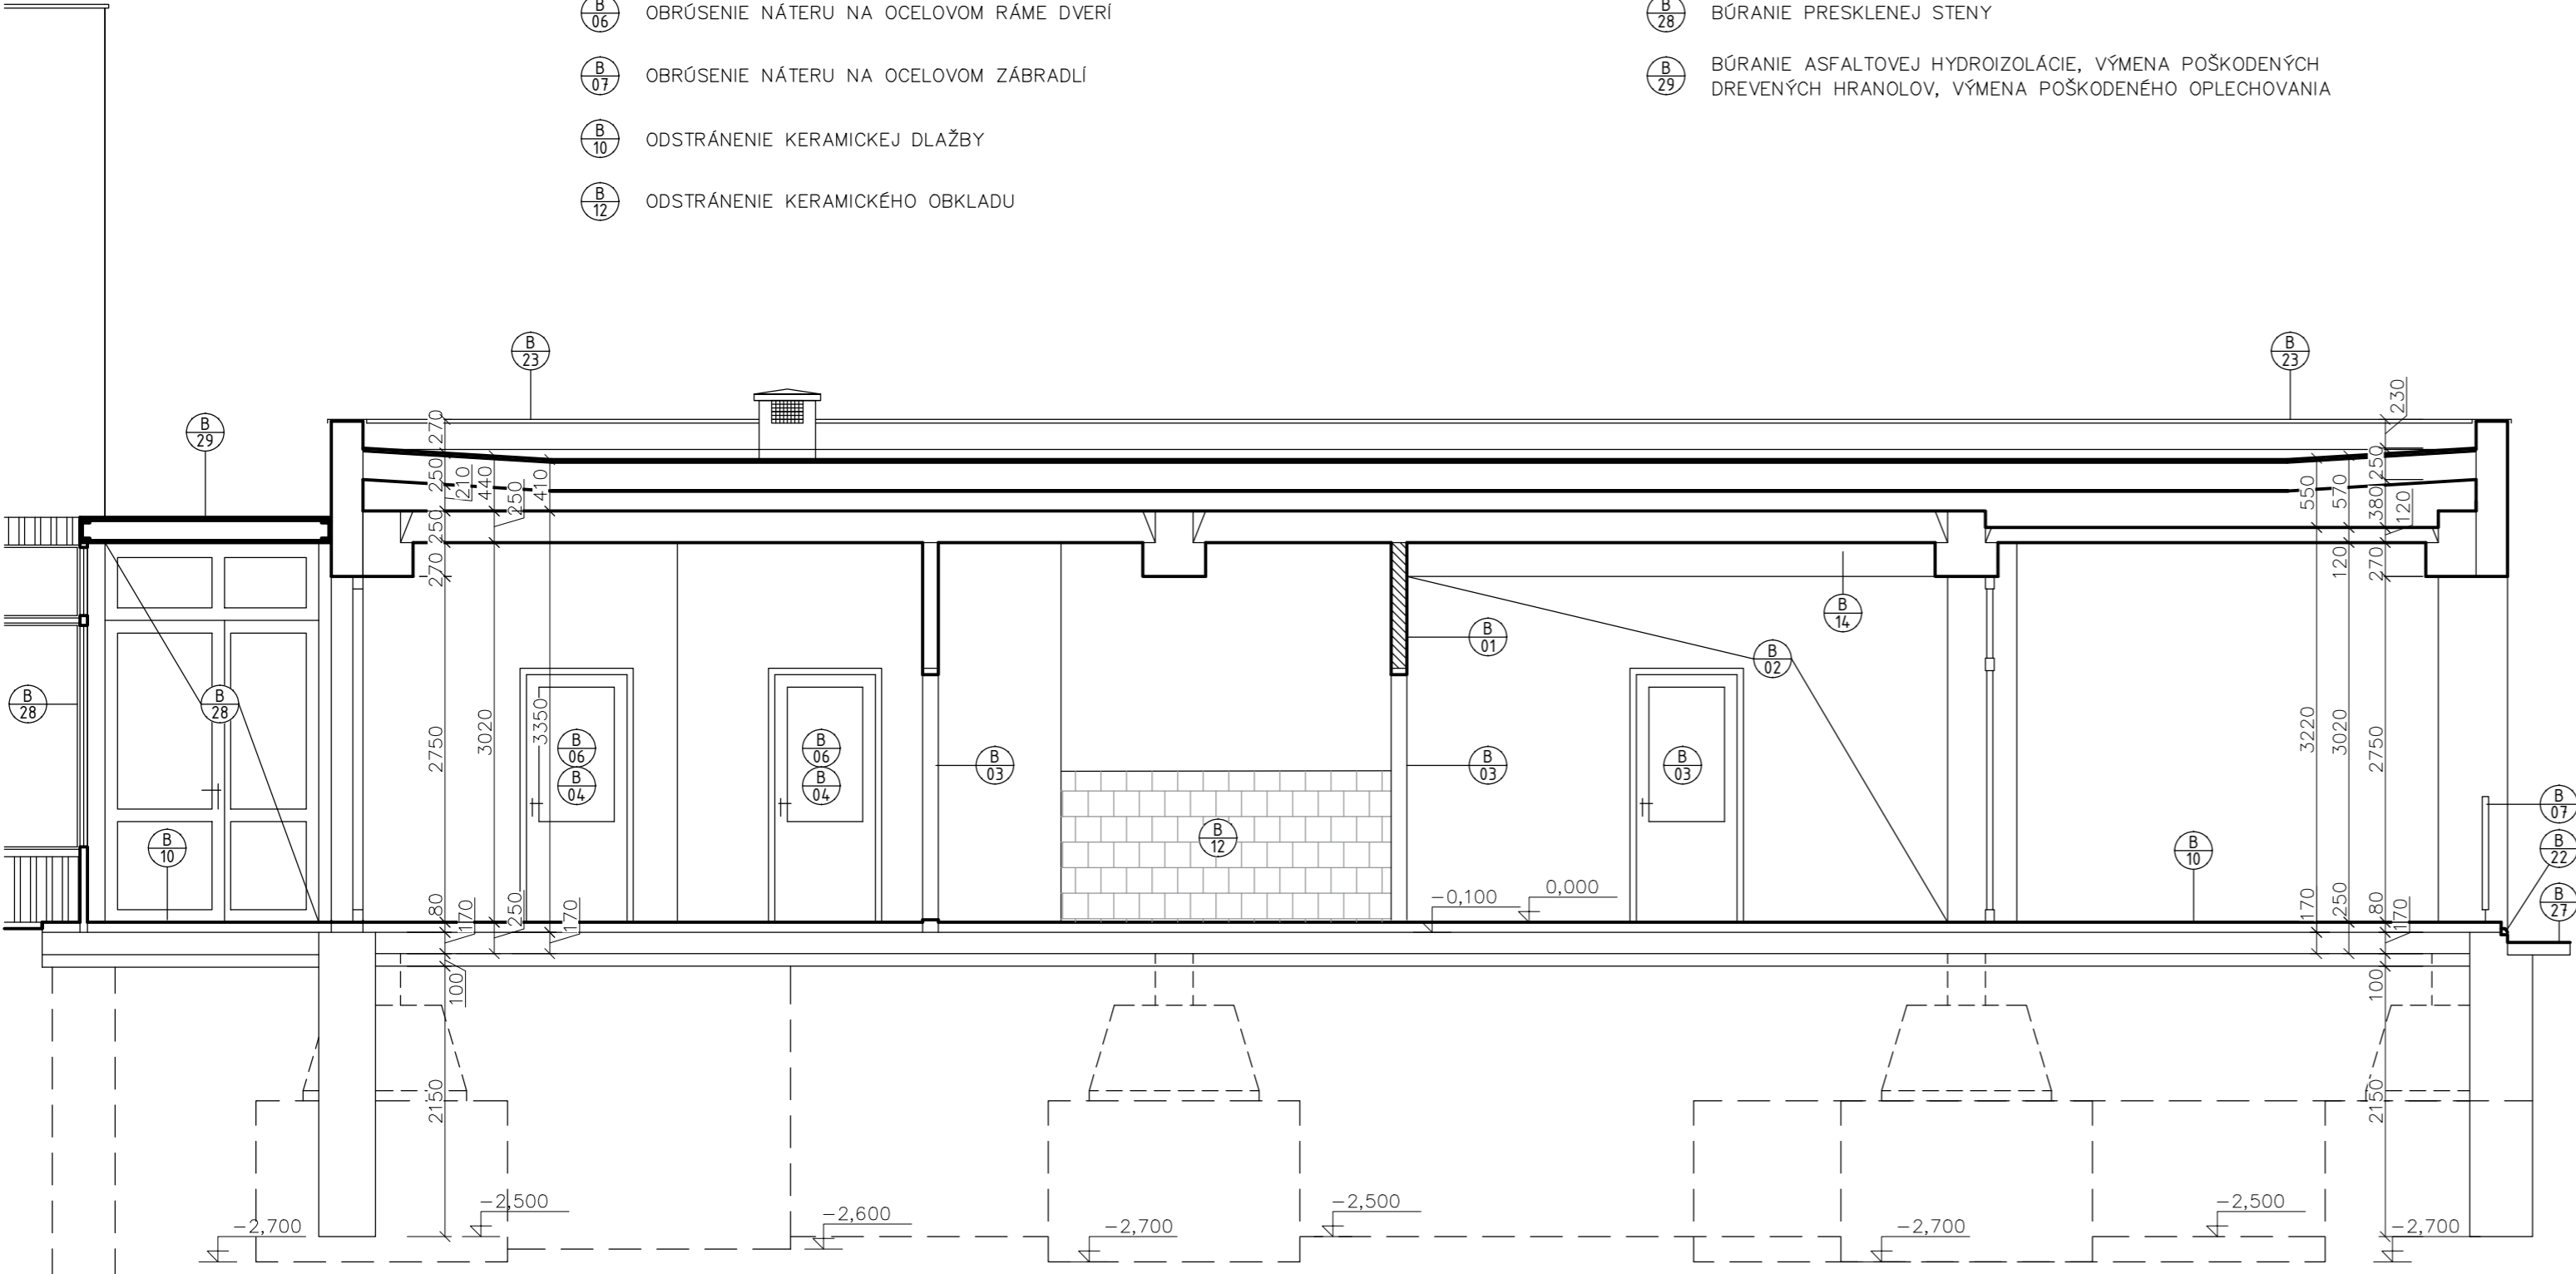 B
06
OBRÚSENIE NÁTERU NA OCELOVOM RÁME DVERÍ
B
07
OBRÚSENIE NÁTERU NA OCELOVOM ZÁBRADLÍ
B
10
ODSTRÁNENIE KERAMICKEJ DLAŽBY
B
12
ODSTRÁNENIE KERAMICKÉHO OBKLADU
B
28
BÚRANIE PRESKLENEJ STENY
B
29
BÚRANIE ASFALTOVEJ HYDROIZOLÁCIE, VÝMENA POŠKODENÝCH
DREVENÝCH HRANOLOV, VÝMENA POŠKODENÉHO OPLECHOVANIA
B
23
B
23
B
29
270
250
210
440
250
410
250
270
230
250
550
570
380
120
120
270
B
14
B
01
B
02
B
28
B
28
2750
3020
3350
B
06
B
04
B
06
B
04
B
03
B
03
B
03
3220
3020
2750
B
07
B
22
B
27
B
10
B
12
B
10
80
170
250
170
-0,100
0,000
170
250
80
170
100
100
2150
2150
-2,700
-2,500
-2,600
-2,700
-2,500
-2,700
-2,500
-2,700